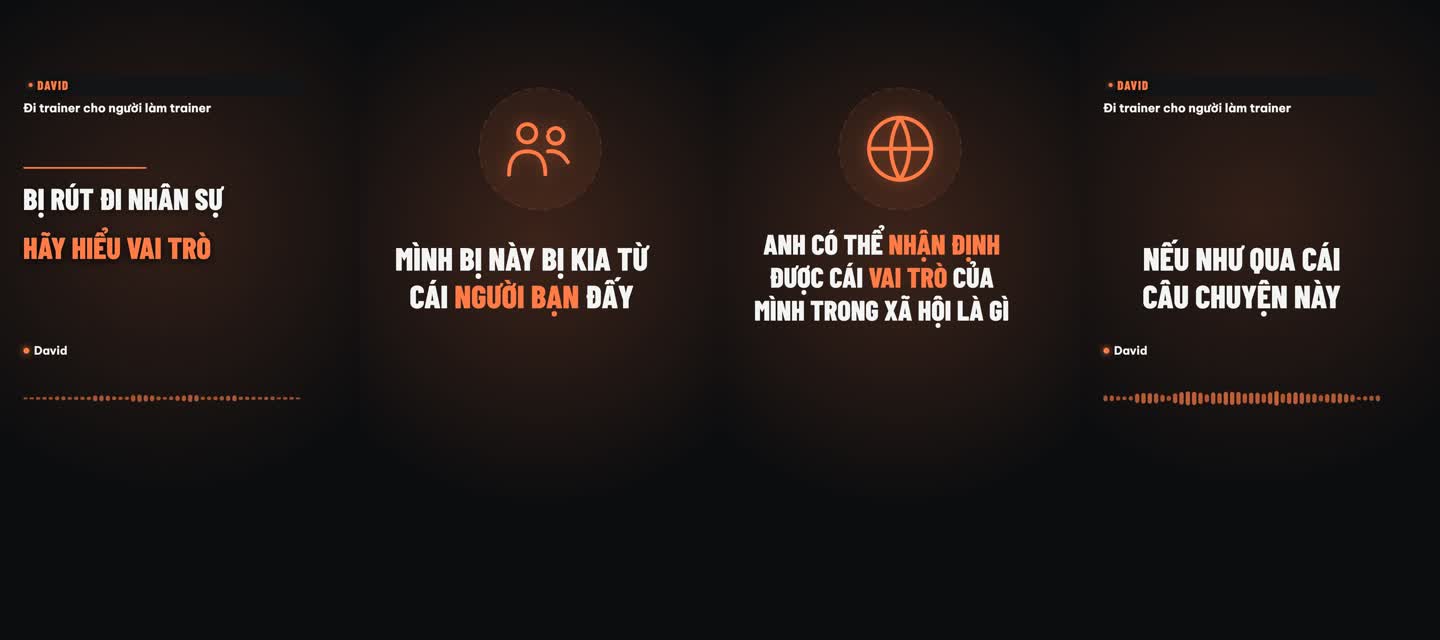 DAVID
Đi trainer cho người làm trainer
BỊ RÚT ĐI NHÂN SỰ
HÃY HIỂU VAI TRÒ
David
MÌNH BỊ NÀY BỊ KIA TỪ
CÁI NGƯỜI BẠN ĐẤY
ANH CÓ THỂ NHẬN ĐỊNH
ĐƯỢC CÁI VAI TRÒ CỦA
MÌNH TRONG XÃ HỘI LÀ GÌ
DAVID
Đi trainer cho người làm trainer
NẾU NHƯ QUA CÁI
CÂU CHUYỆN NÀY
David